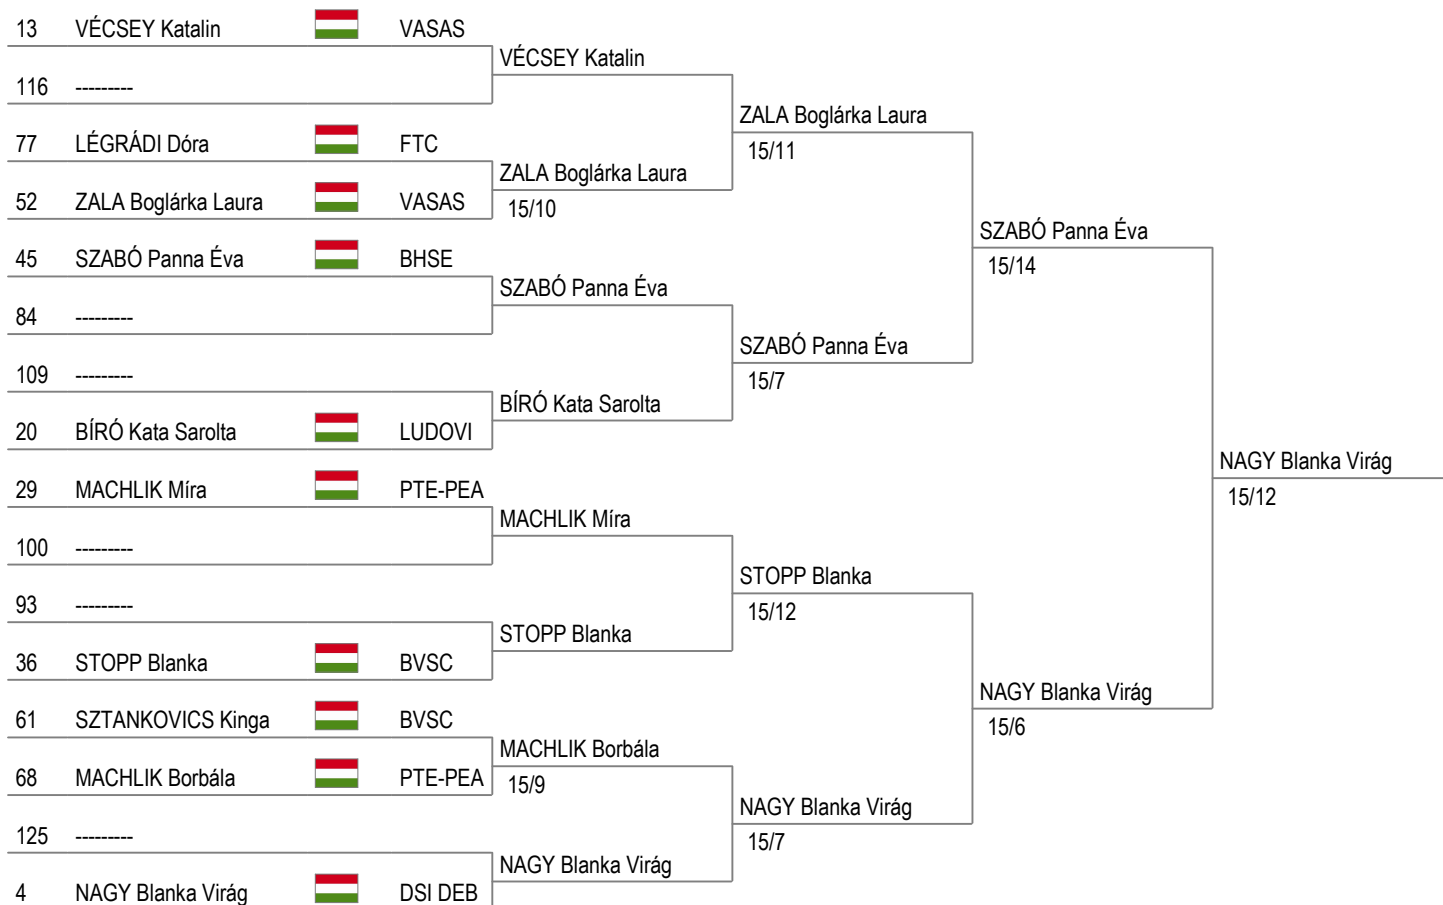 13 VÉCSEY Katalin VASAS
116 ---------
77 LÉGRÁDI Dóra FTC
52 ZALA Boglárka Laura VASAS
45 SZABÓ Panna Éva BHSE
84 ---------
109 ---------
20 BÍRÓ Kata Sarolta LUDOVI
29 MACHLIK Míra PTE-PEA
100 ---------
93 ---------
36 STOPP Blanka BVSC
61 SZTANKOVICS Kinga BVSC
68 MACHLIK Borbála PTE-PEA
125 ---------
4 NAGY Blanka Virág DSI DEB
VÉCSEY Katalin
ZALA Boglárka Laura
15/10
SZABÓ Panna Éva
BÍRÓ Kata Sarolta
MACHLIK Míra
STOPP Blanka
MACHLIK Borbála
15/9
NAGY Blanka Virág
ZALA Boglárka Laura
15/11
SZABÓ Panna Éva
15/7
STOPP Blanka
15/12
NAGY Blanka Virág
15/7
SZABÓ Panna Éva
15/14
NAGY Blanka Virág
15/6
NAGY Blanka Virág
15/12